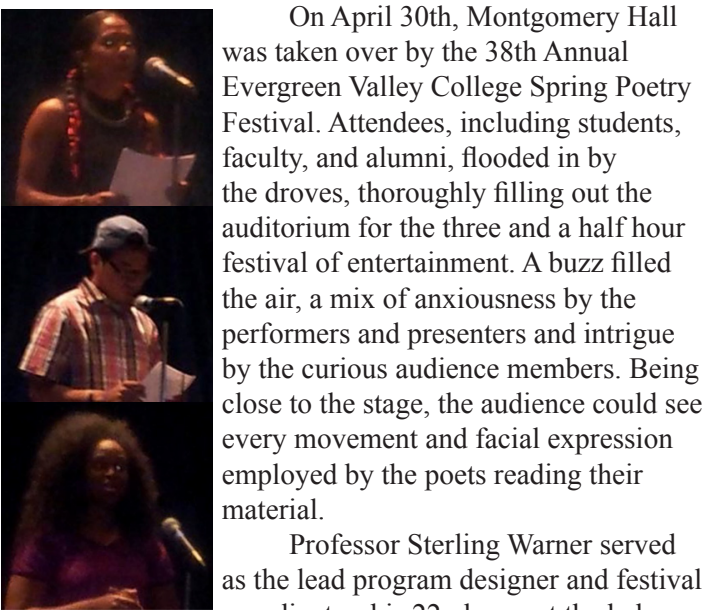 On April 30th, Montgomery Hall
was taken over by the 38th Annual
Evergreen Valley College Spring Poetry
Festival. Attendees, including students,
faculty, and alumni, flooded in by
the droves, thoroughly filling out the
auditorium for the three and a half hour
festival of entertainment. A buzz filled
the air, a mix of anxiousness by the
performers and presenters and intrigue
by the curious audience members. Being
close to the stage, the audience could see
every movement and facial expression
employed by the poets reading their
material.
Professor Sterling Warner served
as the lead program designer and festival